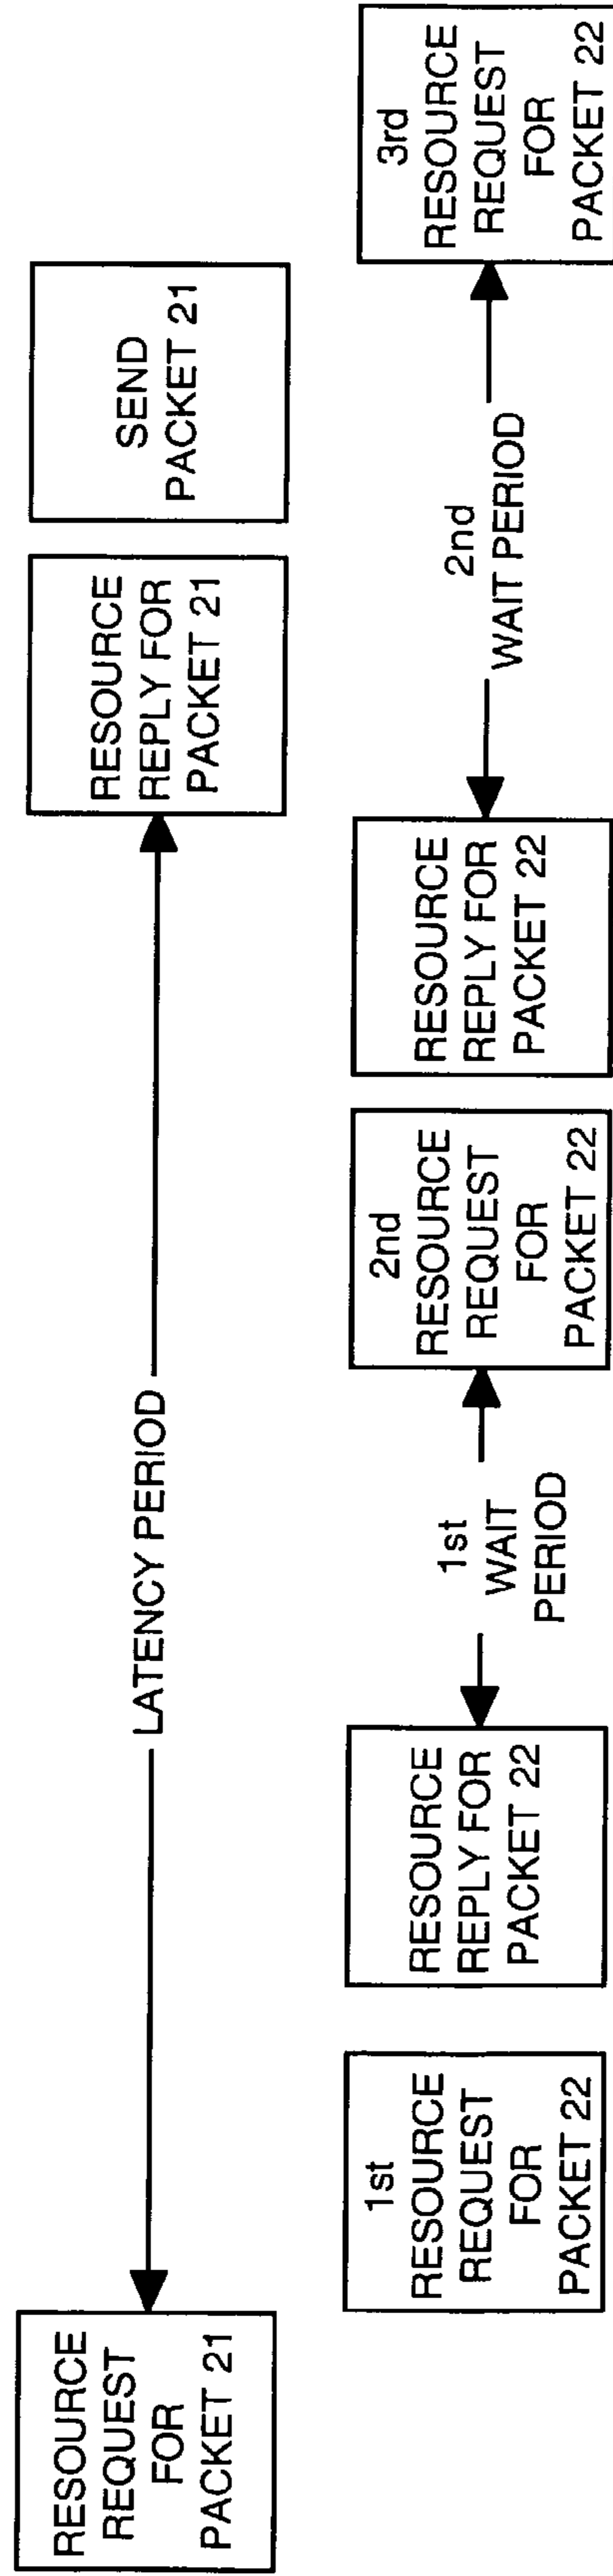 RESOURCE
REQUEST
FOR
PACKET 21
LATENCY PERIOD
RESOURCE
REPLY FOR
PACKET 21
SEND
PACKET 21
1st
RESOURCE
REQUEST
FOR
PACKET 22
RESOURCE
REPLY FOR
PACKET 22
1st
WAIT
PERIOD
2nd
RESOURCE
REQUEST
FOR
PACKET 22
RESOURCE
REPLY FOR
PACKET 22
2nd
WAIT PERIOD
3rd
RESOURCE
REQUEST
FOR
PACKET 22